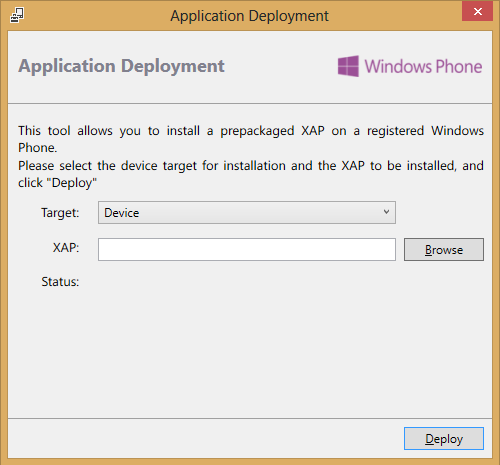 Application Deployment
Application Deployment
Windows Phone
This tool allows you to install a prepackaged XAP on a registered Windows
Phone.
Please select the device target for installation and the XAP to be installed, and
click "Deploy"
Target: Device
XAP: Browse
Status:
Deploy